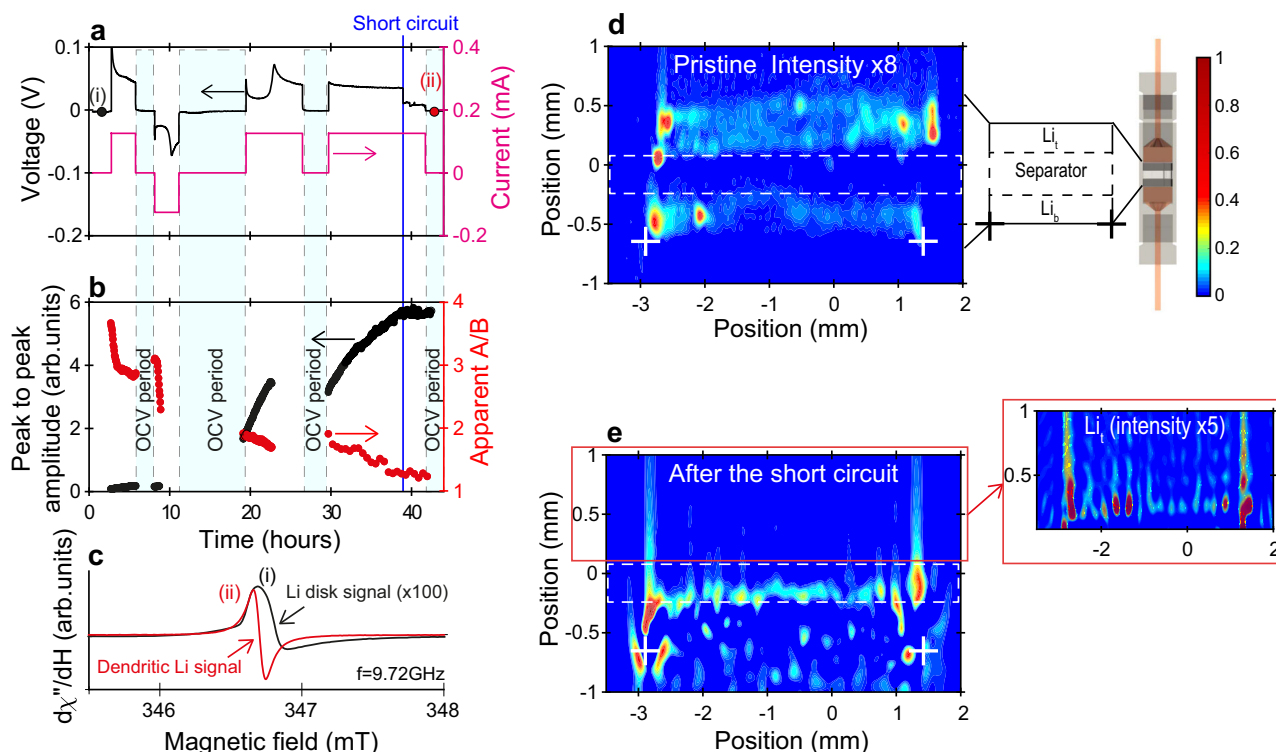 a
Short circuit
Voltage (V)
0.1
0
-0.1
-0.2
(i)
(ii)
0.4
0.2
0
-0.2
Current (mA)
b
Peak to peak
amplitude (arb.units)
6
4
2
0
OCV period
OCV period
OCV period
OCV period
4
3
2
1
Apparent A/B
0 10 20 30 40
Time (hours)
c
dχ"/dH (arb.units)
(ii)
(i)
Li disk signal (x100)
Dendritic Li signal
f=9.72GHz
346 347 348
Magnetic field (mT)
d
Pristine Intensity x8
Position (mm)
1
0.5
0
-0.5
-1
-3 -2 -1 0 1 2
Position (mm)
Li_t
Separator
Li_b
1
0.8
0.6
0.4
0.2
0
e
After the short circuit
Position (mm)
1
0.5
0
-0.5
-1
-3 -2 -1 0 1 2
Position (mm)
Li_t (intensity x5)
1
0.5
-2 0 2